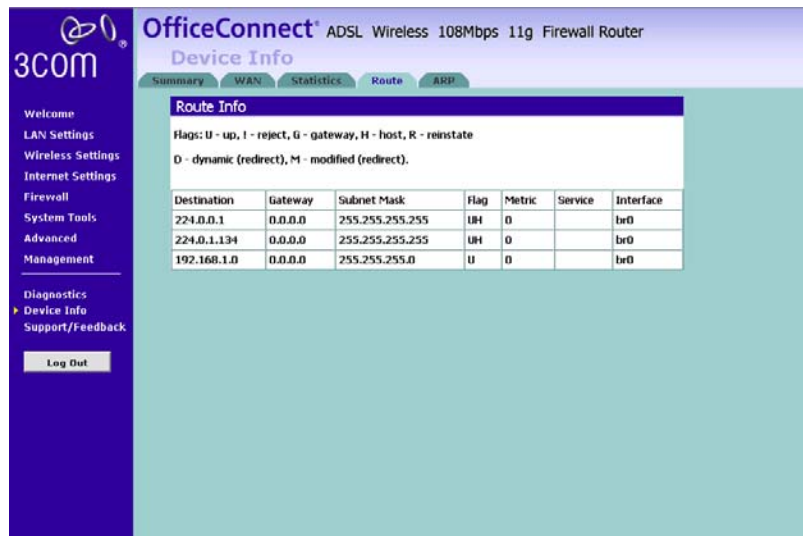 3COM®
OfficeConnect® ADSL Wireless 108Mbps 11g Firewall Router
Device Info
Summary WAN Statistics Route ARP
Welcome
LAN Settings
Wireless Settings
Internet Settings
Firewall
System Tools
Advanced
Management
Diagnostics
Device Info
Support/Feedback
Log Out
Route Info
Flags: U - up, ! - reject, G - gateway, H - host, R - reinstate
D - dynamic (redirect), M - modified (redirect).
Destination Gateway Subnet Mask Flag Metric Service Interface
224.0.0.1 0.0.0.0 255.255.255.255 UH 0 br0
224.0.1.134 0.0.0.0 255.255.255.255 UH 0 br0
192.168.1.0 0.0.0.0 255.255.255.0 U 0 br0